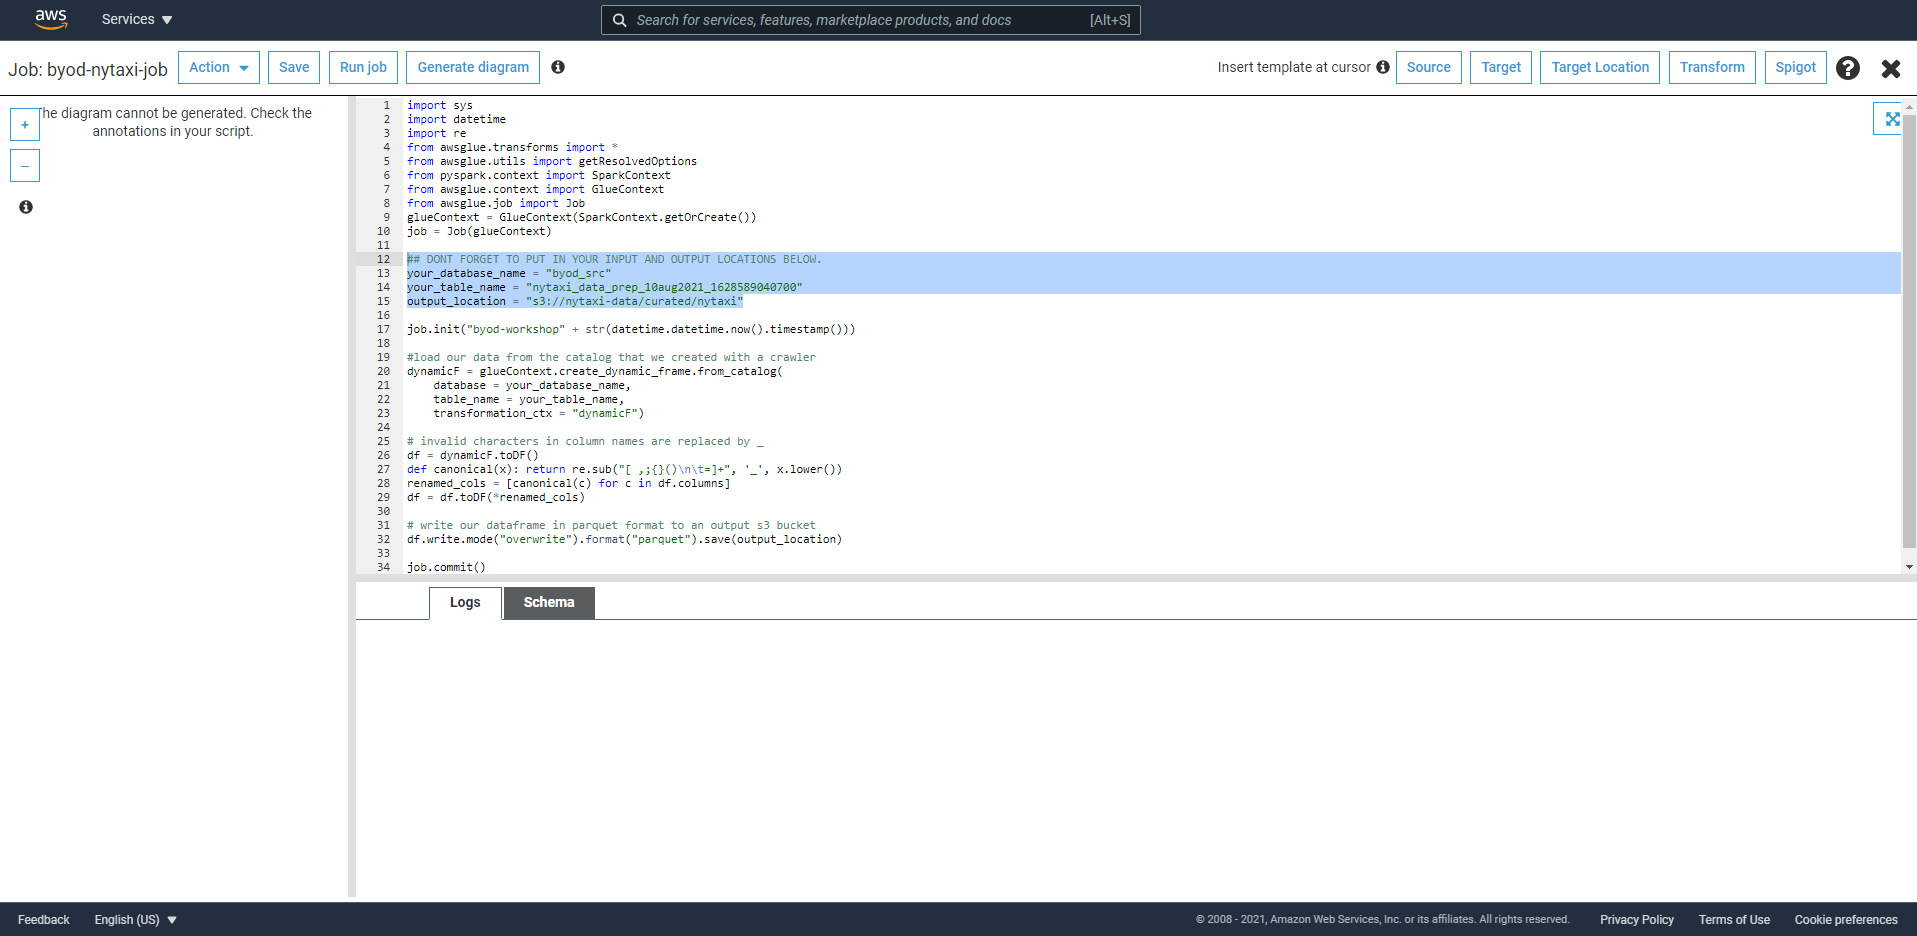 aws Services Search for services, features, marketplace products, and docs [Alt+S]
Job: byod-nytaxi-job Action Save Run job Generate diagram Insert template at cursor Source Target Target Location Transform Spigot
he diagram cannot be generated. Check the
annotations in your script.
+
–
1 import sys
2 import datetime
3 import re
4 from awsglue.transforms import *
5 from awsglue.utils import getResolvedOptions
6 from pyspark.context import SparkContext
7 from awsglue.context import GlueContext
8 from awsglue.job import Job
9 glueContext = GlueContext(SparkContext.getOrCreate())
10 job = Job(glueContext)
11
12 ## DONT FORGET TO PUT IN YOUR INPUT AND OUTPUT LOCATIONS BELOW.
13 your_database_name = "byod_src"
14 your_table_name = "nytaxi_data_prep_10aug2021_1628589040700"
15 output_location = "s3://nytaxi-data/curated/nytaxi"
16
17 job.init("byod-workshop" + str(datetime.datetime.now().timestamp()))
18
19 #load our data from the catalog that we created with a crawler
20 dynamicF = glueContext.create_dynamic_frame.from_catalog(
21     database = your_database_name,
22     table_name = your_table_name,
23     transformation_ctx = "dynamicF")
24
25 # invalid characters in column names are replaced by _
26 df = dynamicF.toDF()
27 def canonical(x): return re.sub("[ ,;{}()\n\t=]+", '_', x.lower())
28 renamed_cols = [canonical(c) for c in df.columns]
29 df = df.toDF(*renamed_cols)
30
31 # write our dataframe in parquet format to an output s3 bucket
32 df.write.mode("overwrite").format("parquet").save(output_location)
33
34 job.commit()
Logs Schema
Feedback English (US) © 2008 - 2021, Amazon Web Services, Inc. or its affiliates. All rights reserved. Privacy Policy Terms of Use Cookie preferences